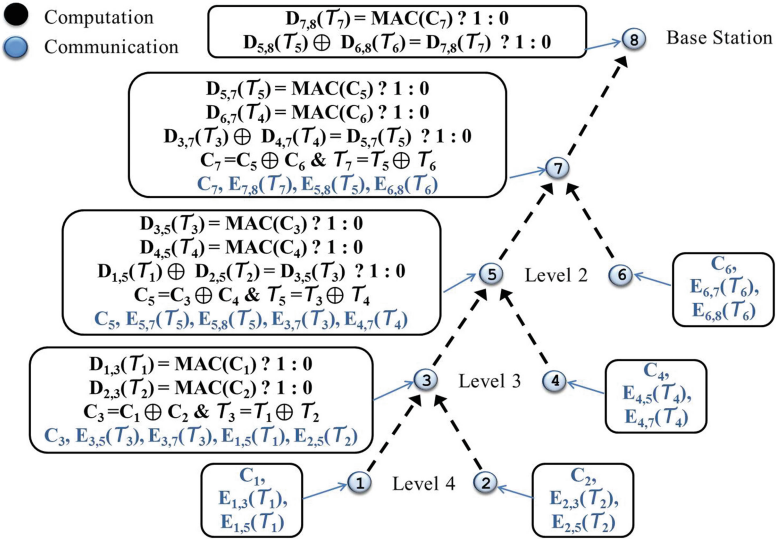 Computation
Communication
D7,8(𝒯7) = MAC(C7) ? 1 : 0
D5,8(𝒯5) ⊕ D6,8(𝒯6) = D7,8(𝒯7) ? 1 : 0
8
Base Station
D5,7(𝒯5) = MAC(C5) ? 1 : 0
D6,7(𝒯4) = MAC(C6) ? 1 : 0
D3,7(𝒯3) ⊕ D4,7(𝒯4) = D5,7(𝒯5) ? 1 : 0
C7 = C5 ⊕ C6 & 𝒯7 = 𝒯5 ⊕ 𝒯6
C7, E7,8(𝒯7), E5,8(𝒯5), E6,8(𝒯6)
7
D3,5(𝒯3) = MAC(C3) ? 1 : 0
D4,5(𝒯4) = MAC(C4) ? 1 : 0
D1,5(𝒯1) ⊕ D2,5(𝒯2) = D3,5(𝒯3) ? 1 : 0
C5 = C3 ⊕ C4 & 𝒯5 = 𝒯3 ⊕ 𝒯4
C5, E5,7(𝒯5), E5,8(𝒯5), E3,7(𝒯3), E4,7(𝒯4)
5
Level 2
6
C6,
E6,7(𝒯6),
E6,8(𝒯6)
D1,3(𝒯1) = MAC(C1) ? 1 : 0
D2,3(𝒯2) = MAC(C2) ? 1 : 0
C3 = C1 ⊕ C2 & 𝒯3 = 𝒯1 ⊕ 𝒯2
C3, E3,5(𝒯3), E3,7(𝒯3), E1,5(𝒯1), E2,5(𝒯2)
3
Level 3
4
C4,
E4,5(𝒯4),
E4,7(𝒯4)
C1,
E1,3(𝒯1),
E1,5(𝒯1)
1
Level 4
2
C2,
E2,3(𝒯2),
E2,5(𝒯2)